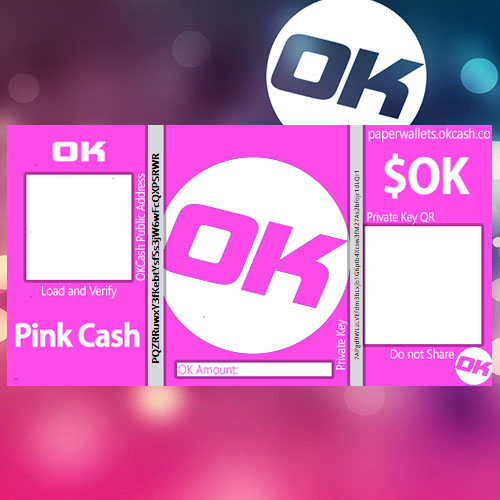 OK
OK
Load and Verify
Pink Cash
OKCash Public Address
OK
OK Amount:
Private Key
paperwallets.okcash.co
$OK
Private Key QR
Do not Share
OK